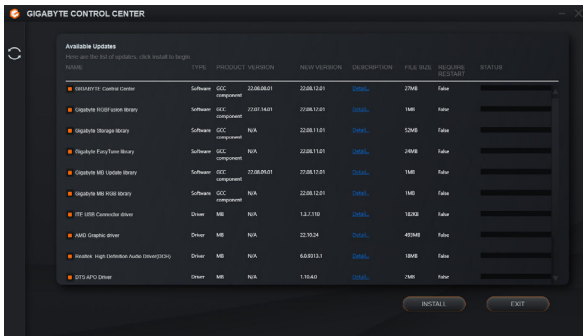 GIGABYTE CONTROL CENTER
Available Updates
Here are the list of updates, click install to begin.
NAME TYPE PRODUCT VERSION NEW VERSION DESCRIPTION FILE SIZE REQUIRE RESTART STATUS
GIGABYTE Control Center Software GCC component 22.08.08.01 22.08.12.01 Detail... 27MB False
Gigabyte RGBFusion library Software GCC component 22.07.14.01 22.08.12.01 Detail... 1MB False
Gigabyte Storage library Software GCC component N/A 22.08.11.01 Detail... 52MB False
Gigabyte EasyTune library Software GCC component N/A 22.08.11.01 Detail... 24MB False
Gigabyte MB Update library Software GCC component 22.08.09.01 22.08.12.01 Detail... 1MB False
Gigabyte MB RGB library Software GCC component N/A 22.08.12.01 Detail... 1MB False
ITE USB Connector driver Driver MB N/A 1.3.7.110 Detail... 182KB False
AMD Graphic driver Driver MB N/A 22.10.24 Detail... 493MB False
Realtek High Definition Audio Driver(DCH) Driver MB N/A 6.0.9313.1 Detail... 18MB False
DTS APO Driver Driver MB N/A 1.10.4.0 Detail... 2MB False
INSTALL EXIT